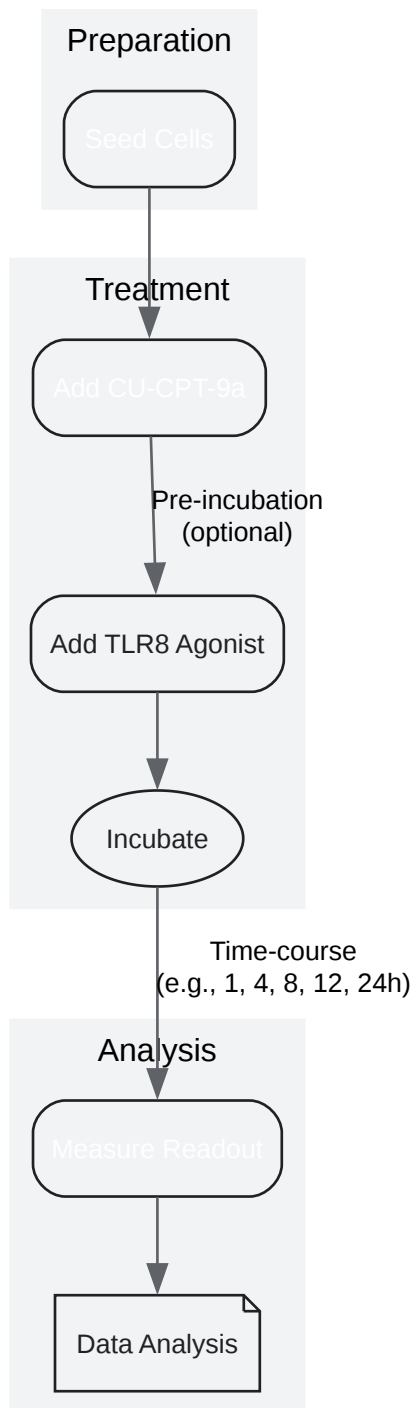 Preparation
Seed Cells
Treatment
Add CU-CPT-9a
Pre-incubation
(optional)
Add TLR8 Agonist
Incubate
Time-course
(e.g., 1, 4, 8, 12, 24h)
Analysis
Measure Readout
Data Analysis